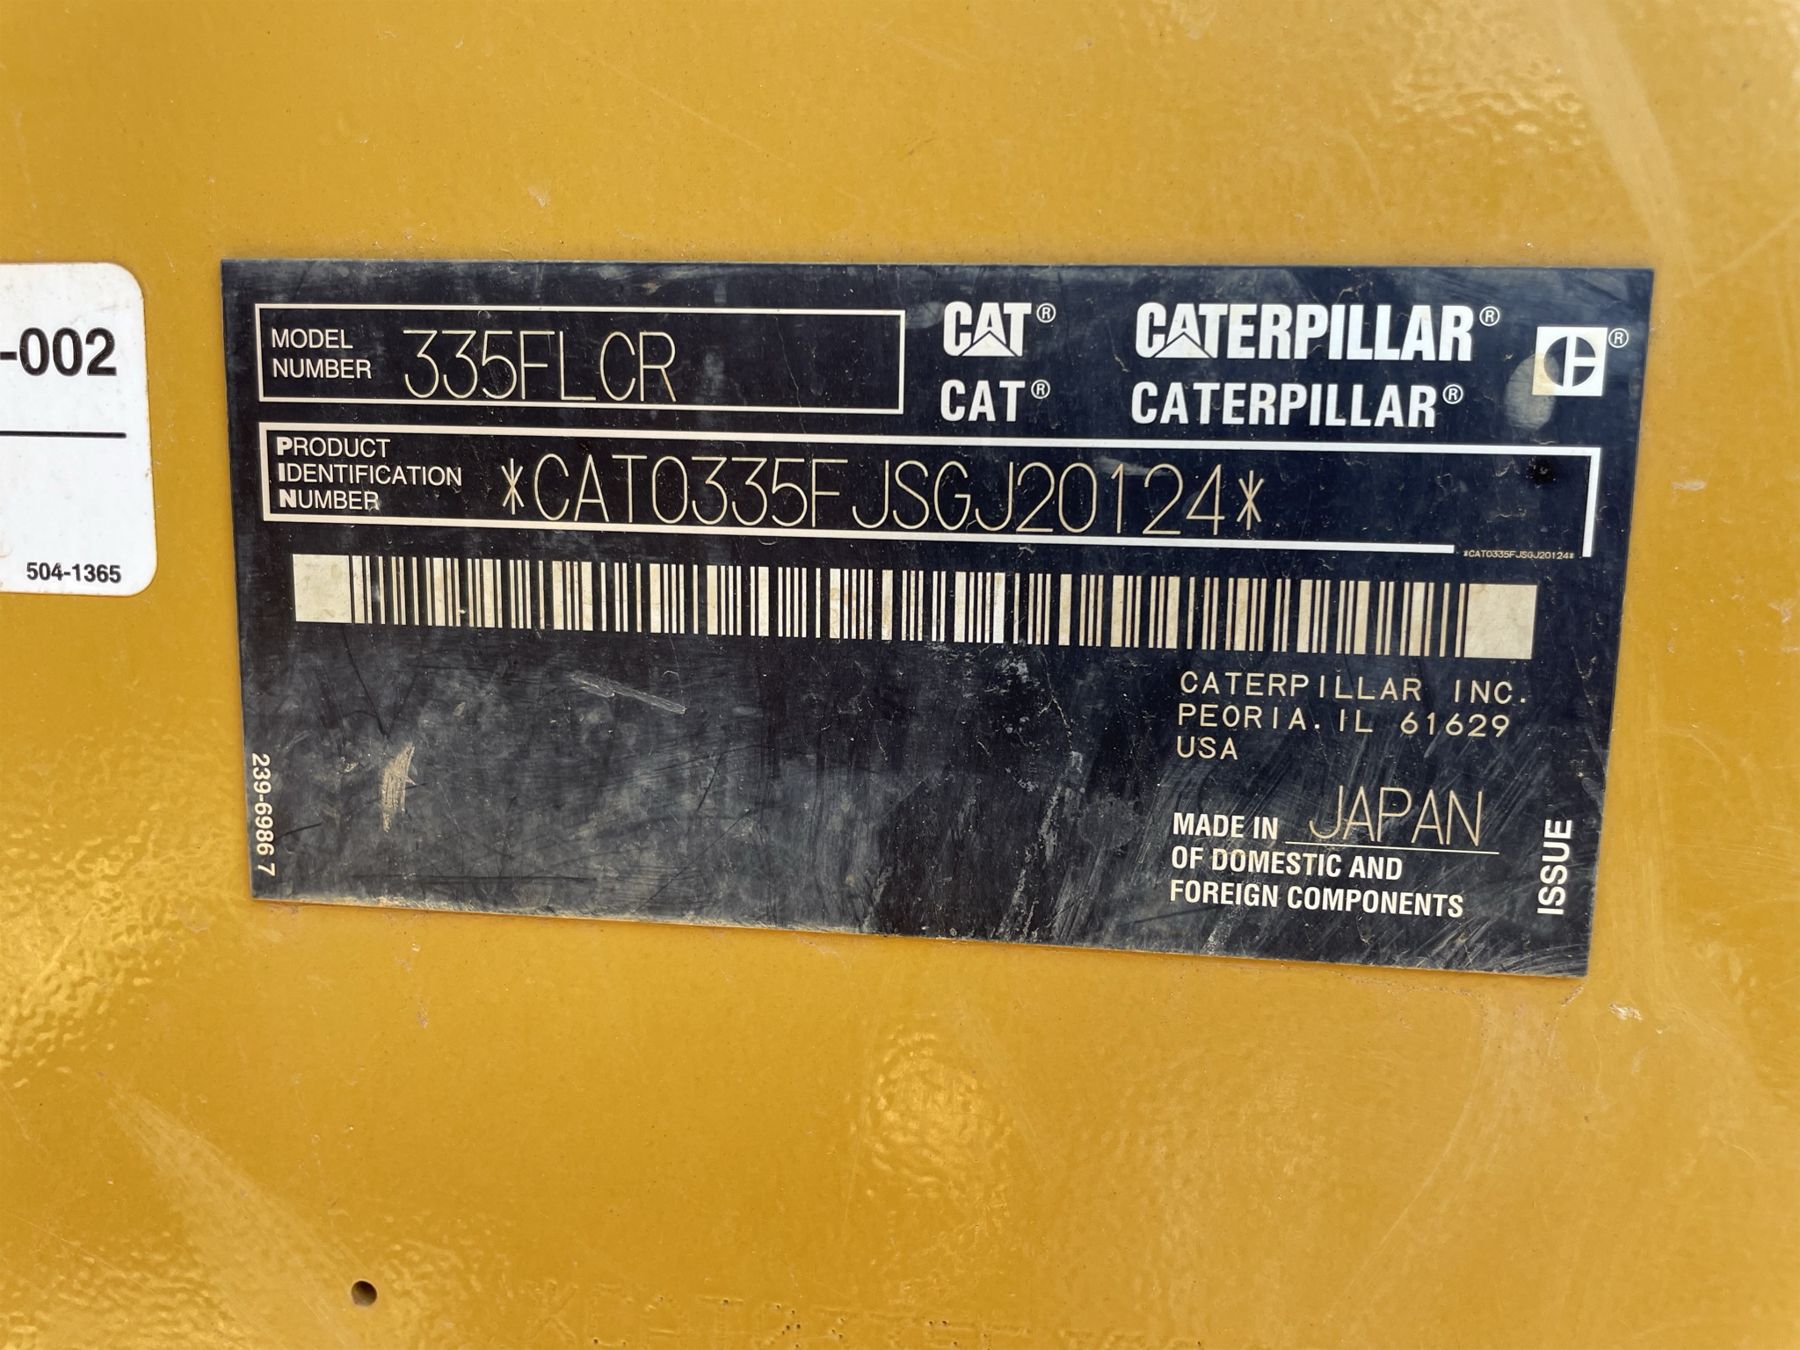 -002
504-1365
MODEL
NUMBER 335FLCR
CAT® CATERPILLAR® ®
CAT® CATERPILLAR®
PRODUCT
IDENTIFICATION
NUMBER
*CAT0335FJSGJ20124*
*CAT0335FJSGJ20124*
CATERPILLAR INC.
PEORIA. IL 61629
USA
MADE IN JAPAN
OF DOMESTIC AND
FOREIGN COMPONENTS
ISSUE
239-6986 7